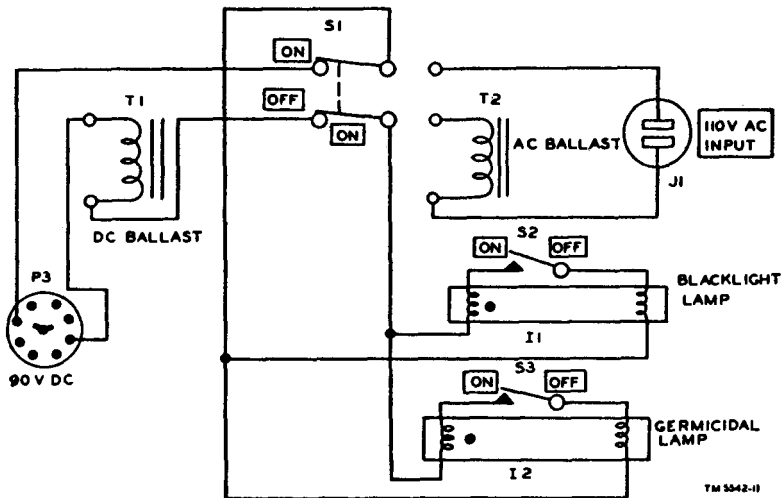 S1
ON
OFF
ON
T1
DC BALLAST
T2
AC BALLAST
110V AC
INPUT
J1
P3
90V DC
S2
ON
OFF
BLACKLIGHT
LAMP
I1
S3
ON
OFF
GERMICIDAL
LAMP
I2
TM 5542-11